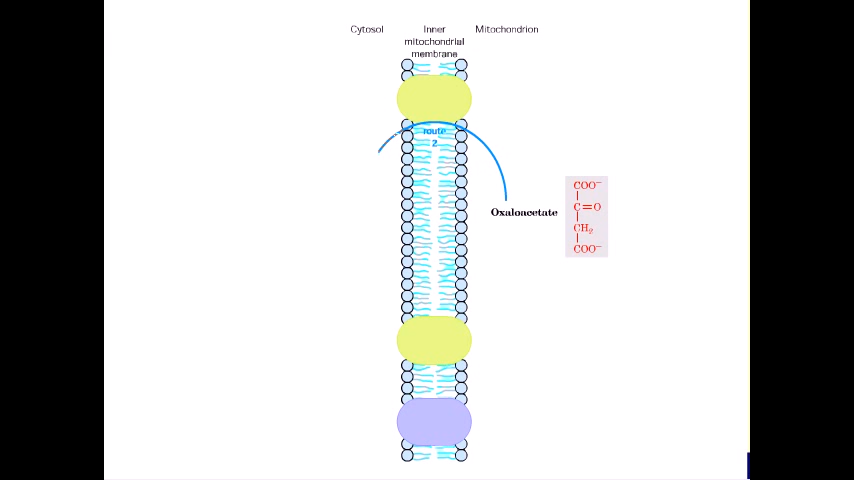 Cytosol
Inner
mitochondrial
membrane
Mitochondrion
route
2
Oxaloacetate
COO⁻
C=O
CH₂
COO⁻